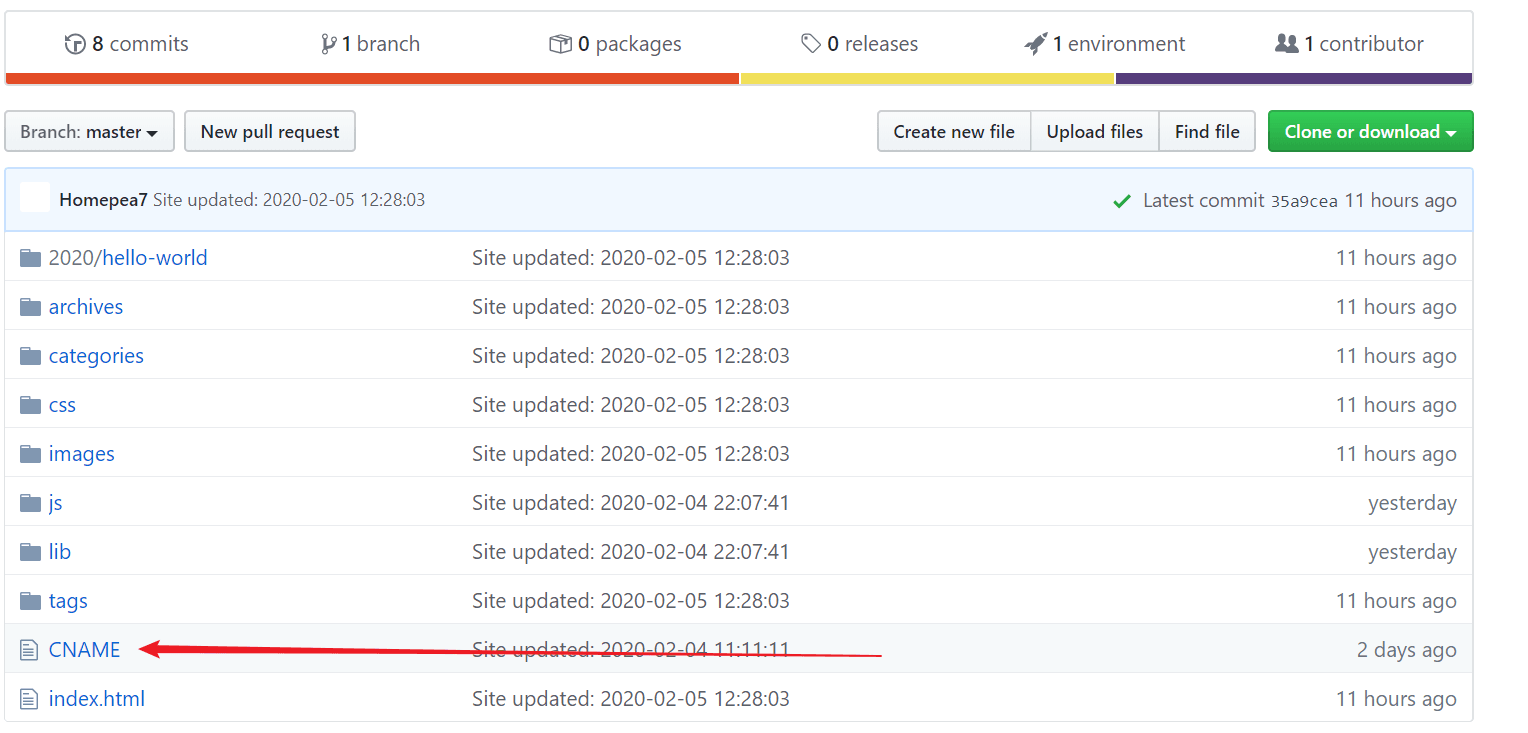 8 commits 1 branch 0 packages 0 releases 1 environment 1 contributor
Branch: master New pull request Create new file Upload files Find file Clone or download
Homepea7 Site updated: 2020-02-05 12:28:03 Latest commit 35a9cea 11 hours ago
2020/hello-world Site updated: 2020-02-05 12:28:03 11 hours ago
archives Site updated: 2020-02-05 12:28:03 11 hours ago
categories Site updated: 2020-02-05 12:28:03 11 hours ago
css Site updated: 2020-02-05 12:28:03 11 hours ago
images Site updated: 2020-02-05 12:28:03 11 hours ago
js Site updated: 2020-02-04 22:07:41 yesterday
lib Site updated: 2020-02-04 22:07:41 yesterday
tags Site updated: 2020-02-05 12:28:03 11 hours ago
CNAME Site updated: 2020-02-04 11:11:11 2 days ago
index.html Site updated: 2020-02-05 12:28:03 11 hours ago